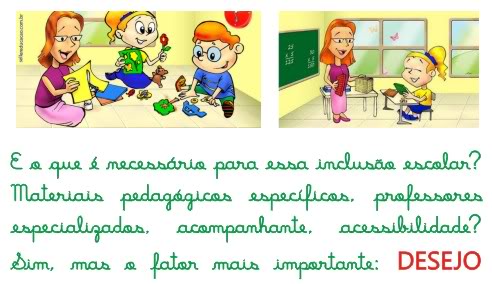 E o que é necessário para essa inclusão escolar?
Materiais pedagógicos específicos, professores
especializados, acompanhante, acessibilidade?
Sim, mas o fator mais importante: DESEJO